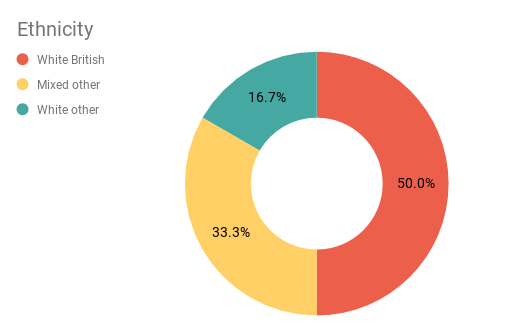 Ethnicity
White British
Mixed other
White other
16.7%
50.0%
33.3%